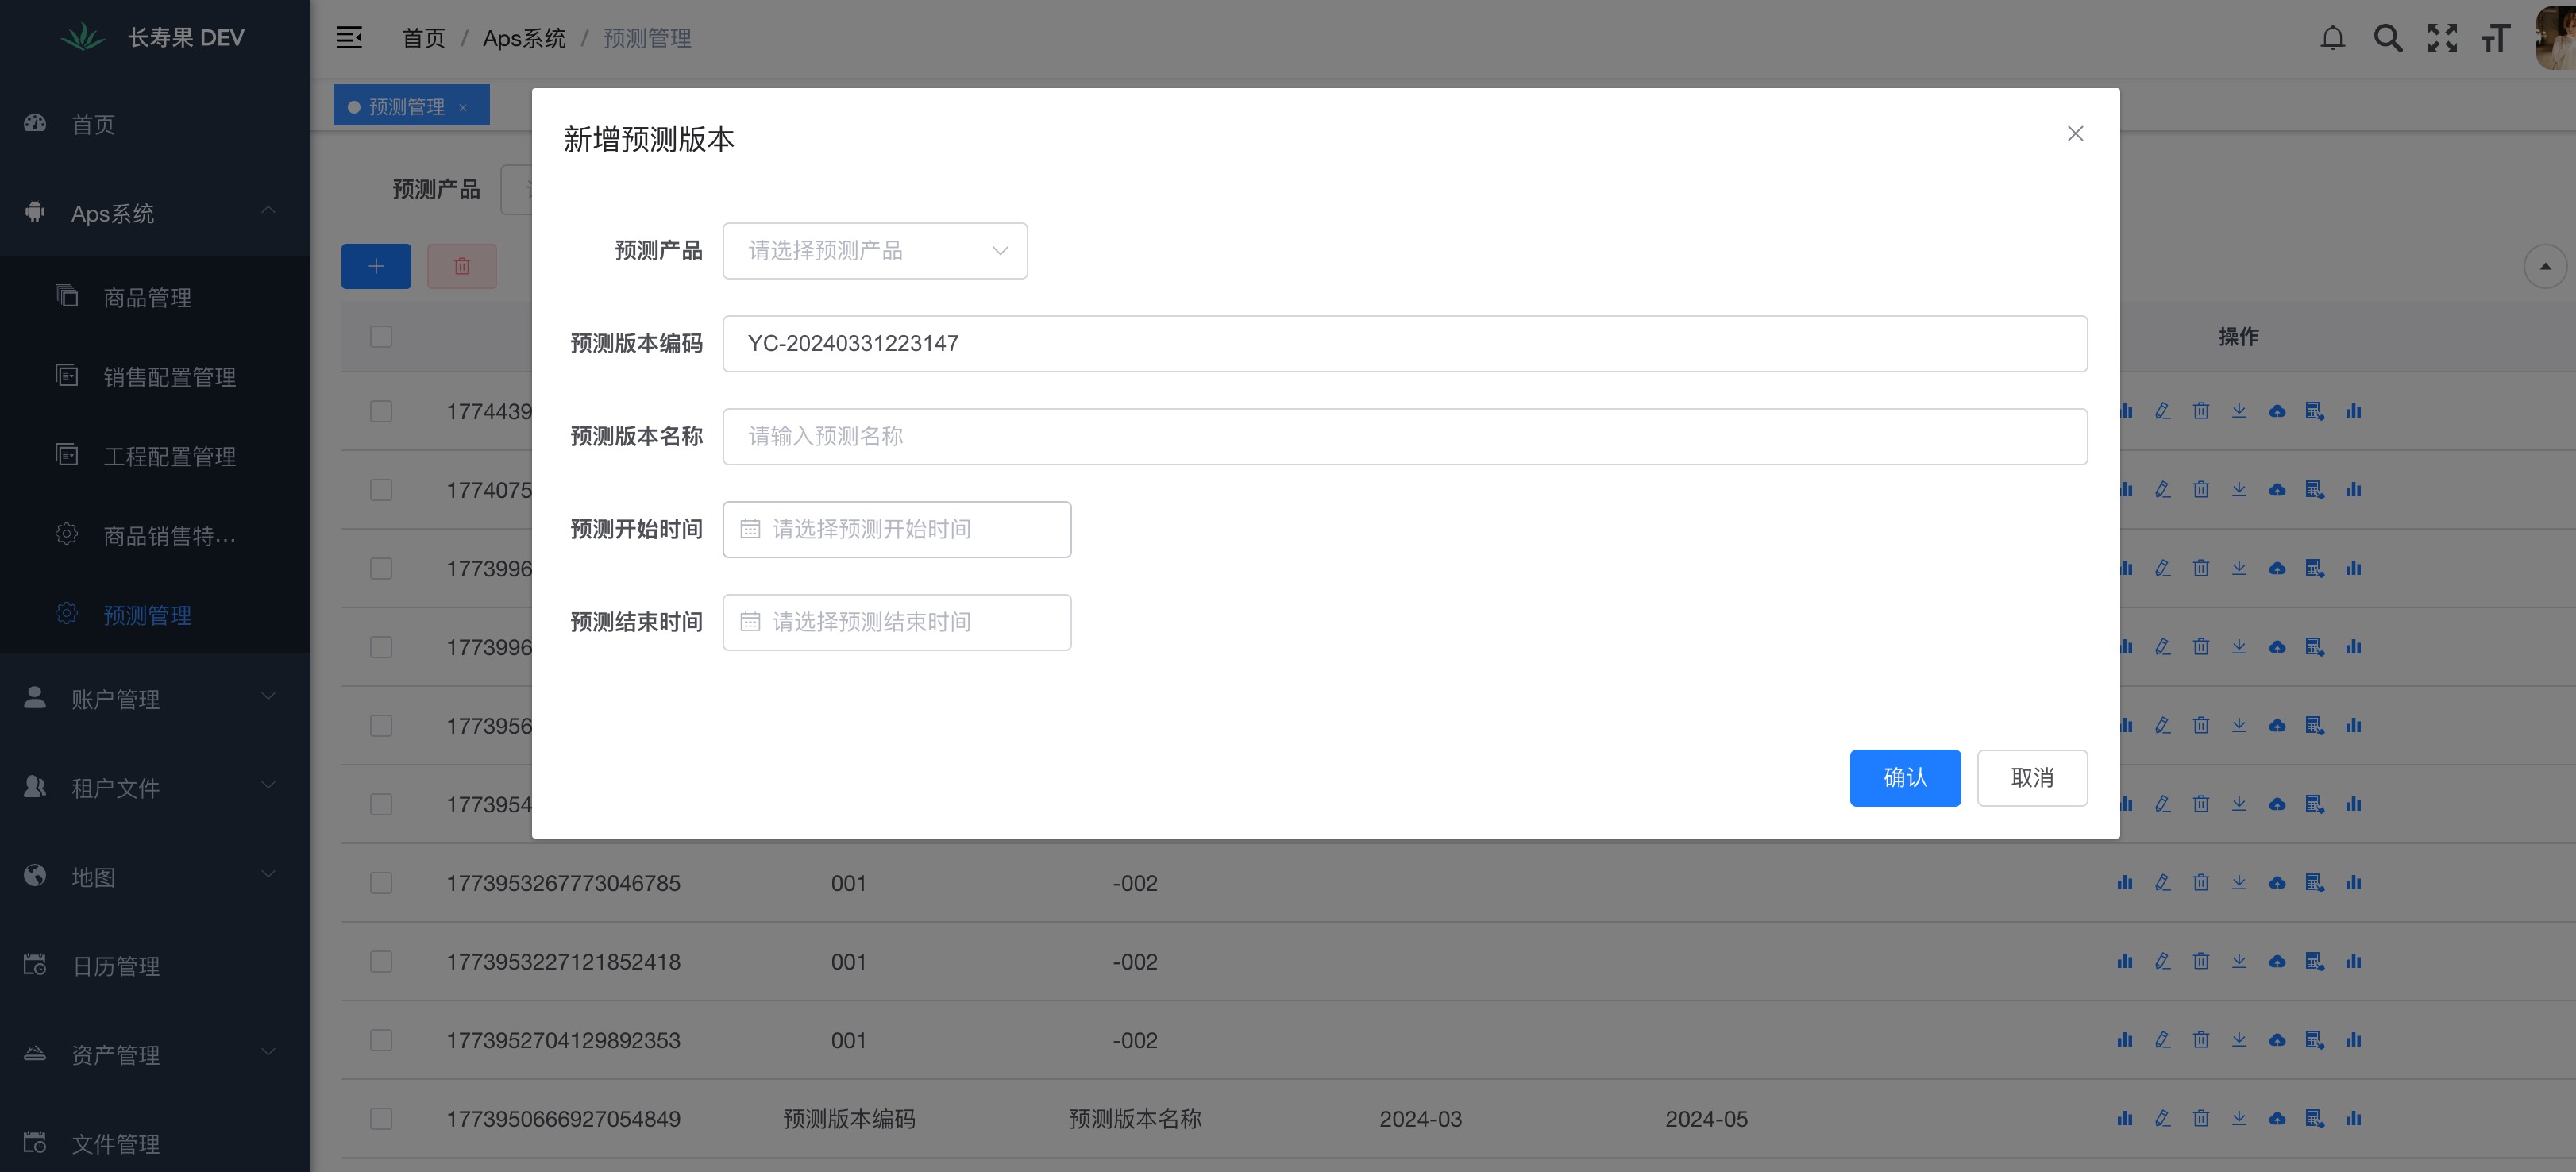 长寿果 DEV
首页 / Aps系统 / 预测管理
首页
Aps系统
商品管理
销售配置管理
工程配置管理
商品销售特…
预测管理
账户管理
租户文件
地图
日历管理
资产管理
文件管理
预测管理 ×
预测产品
新增预测版本
预测产品 请选择预测产品
预测版本编码 YC-20240331223147
预测版本名称 请输入预测名称
预测开始时间 请选择预测开始时间
预测结束时间 请选择预测结束时间
确认 取消
操作
1774439
1774075
1773996
1773996
1773956
1773954
1773953267773046785 001 -002
1773953227121852418 001 -002
1773952704129892353 001 -002
1773950666927054849 预测版本编码 预测版本名称 2024-03 2024-05